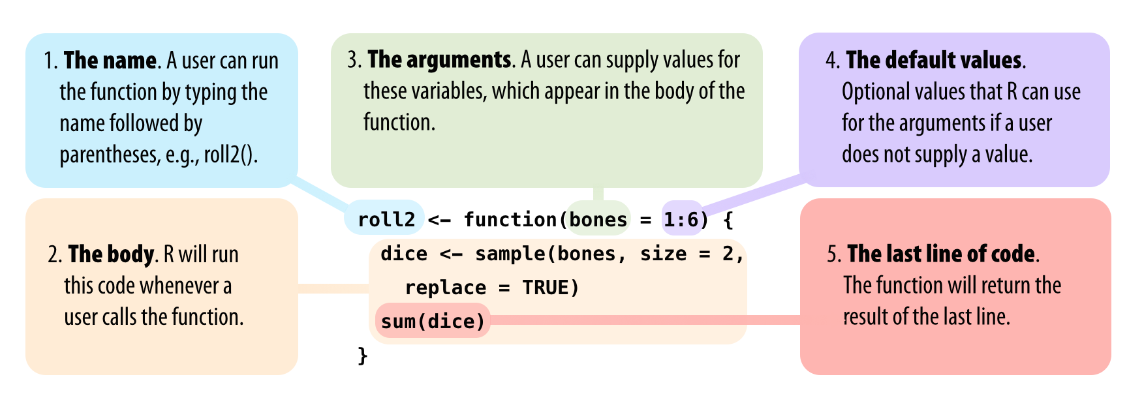 1. The name. A user can run
the function by typing the
name followed by
parentheses, e.g., roll2().
2. The body. R will run
this code whenever a
user calls the function.
3. The arguments. A user can supply values for
these variables, which appear in the body of the
function.
4. The default values.
Optional values that R can use
for the arguments if a user
does not supply a value.
5. The last line of code.
The function will return the
result of the last line.
roll2 <- function(bones = 1:6) {
dice <- sample(bones, size = 2,
replace = TRUE)
sum(dice)
}